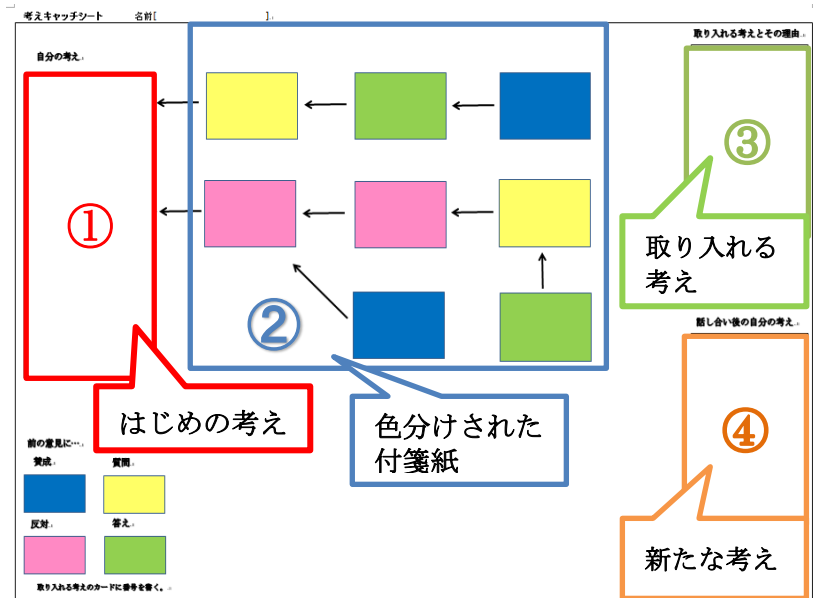 考えキャッチシート 名前[ ]
自分の考え
①
②
色分けされた
付箋紙
はじめの考え
取り入れる考えとその理由
③
取り入れる
考え
話し合い後の自分の考え
④
新たな考え
前の意見に…
賛成 質問
反対 答え
取り入れる考えのカードに番号を書く。